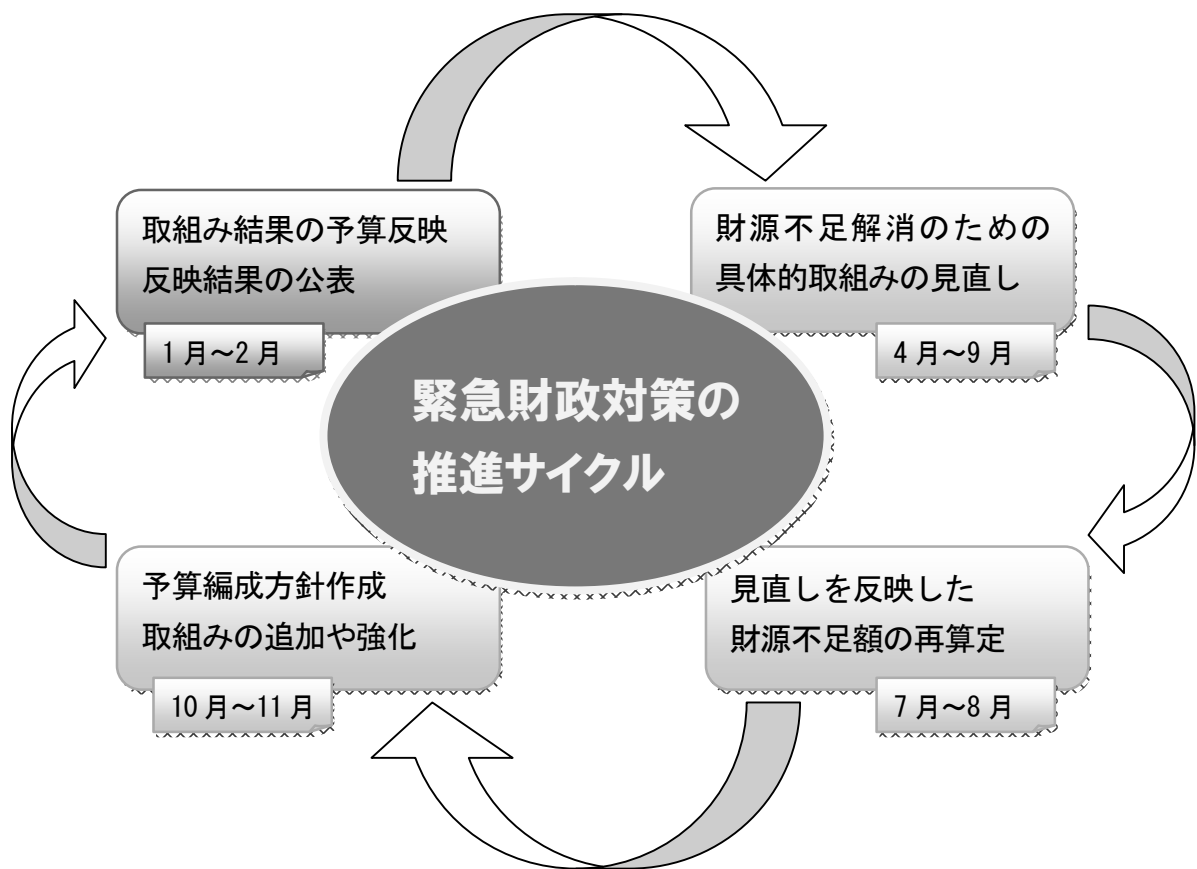 取組み結果の予算反映
反映結果の公表
1月～2月
財源不足解消のための
具体的取組みの見直し
4月～9月
緊急財政対策の
推進サイクル
予算編成方針作成
取組みの追加や強化
10月～11月
見直しを反映した
財源不足額の再算定
7月～8月